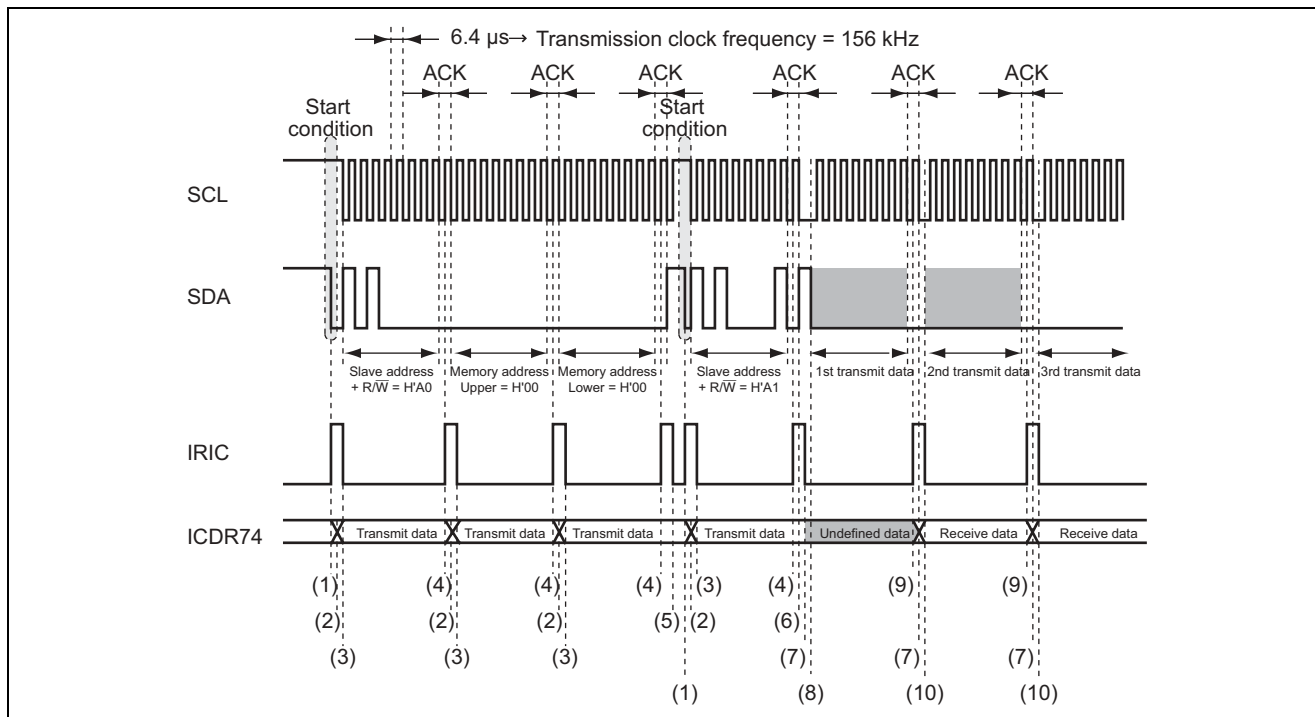 6.4 µs→ Transmission clock frequency = 156 kHz
ACK ACK ACK ACK ACK ACK
Start
condition
Start
condition
SCL
SDA
Slave address
+ R/W̅ = H'A0
Memory address
Upper = H'00
Memory address
Lower = H'00
Slave address
+ R/W̅ = H'A1
1st transmit data
2nd transmit data
3rd transmit data
IRIC
ICDR74
Transmit data Transmit data Transmit data Transmit data Undefined data Receive data Receive data
(1) (4) (4) (4) (3) (4) (9) (9)
(2) (2) (2) (5) (2) (6)
(3) (3) (3) (7) (7) (7)
(1) (8) (10) (10)